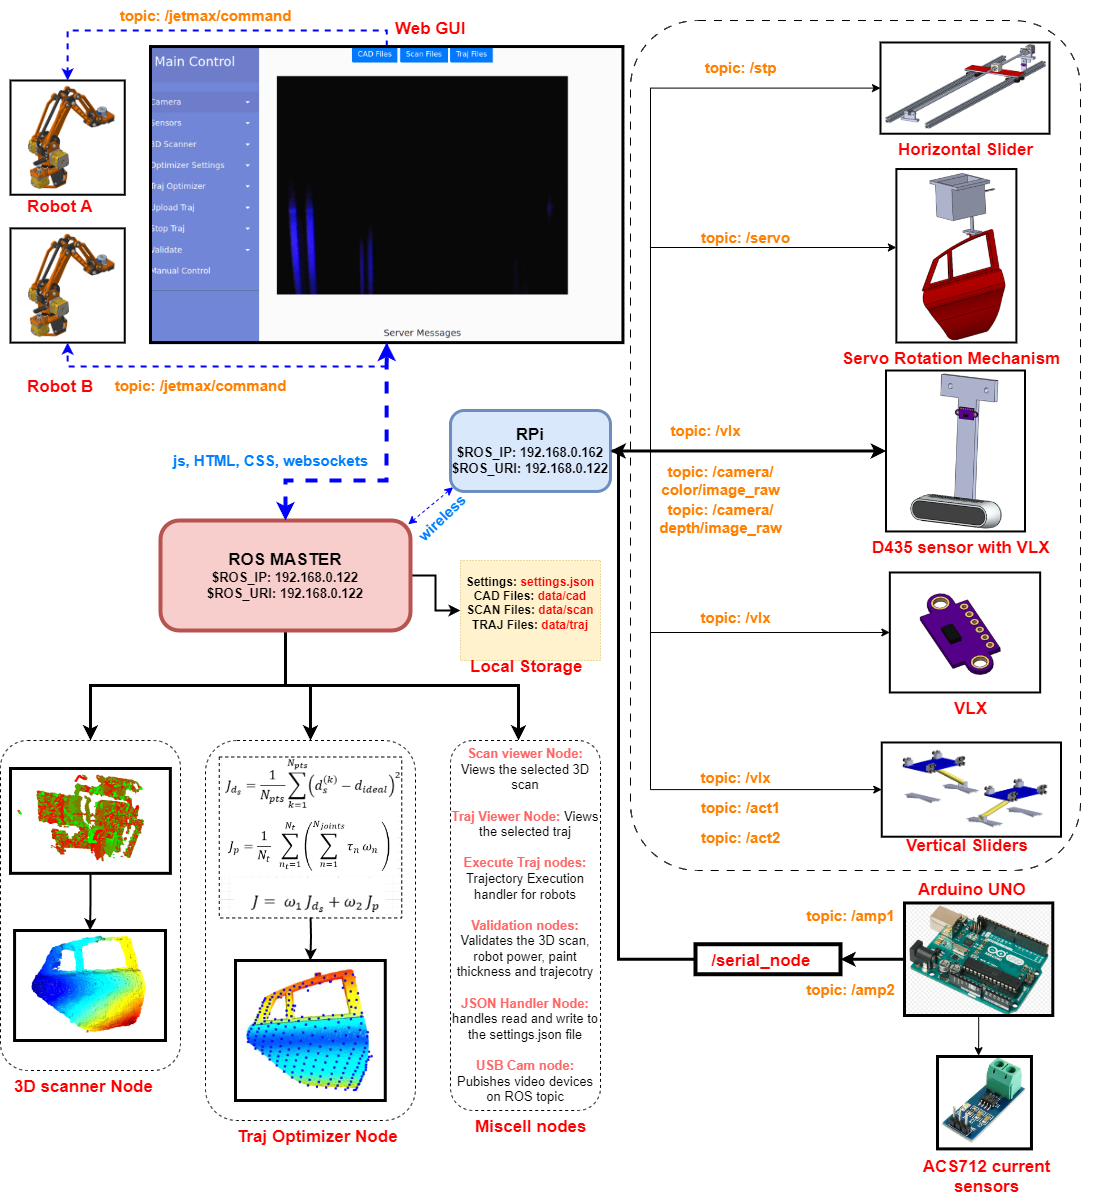 topic: /jetmax/command
Web GUI
CAD Files
Scan Files
Traj Files
Main Control
Camera
Sensors
3D Scanner
Optimizer Settings
Traj Optimizer
Upload Traj
Stop Traj
Validate
Manual Control
Server Messages
Robot A
Robot B
topic: /jetmax/command
js, HTML, CSS, websockets
RPi
$ROS_IP: 192.168.0.162
$ROS_URI: 192.168.0.122
wireless
ROS MASTER
$ROS_IP: 192.168.0.122
$ROS_URI: 192.168.0.122
Settings: settings.json
CAD Files: data/cad
SCAN Files: data/scan
TRAJ Files: data/traj
Local Storage
topic: /stp
Horizontal Slider
topic: /servo
Servo Rotation Mechanism
topic: /vlx
topic: /camera/
color/image_raw
topic: /camera/
depth/image_raw
D435 sensor with VLX
topic: /vlx
VLX
topic: /vlx
topic: /act1
topic: /act2
Vertical Sliders
Arduino UNO
topic: /amp1
/serial_node
topic: /amp2
ACS712 current
sensors
3D scanner Node
J_{d_s} = \frac{1}{N_{pts}} \sum_{k=1}^{N_{pts}} (d_s^{(k)} - d_{ideal})^2
J_p = \frac{1}{N_t} \sum_{n_t=1}^{N_t} ( \sum_{n=1}^{N_{joints}} τ_n ω_n )
J = ω_1 J_{d_s} + ω_2 J_p
Traj Optimizer Node
Scan viewer Node:
Views the selected 3D
scan
Traj Viewer Node: Views
the selected traj
Execute Traj nodes:
Trajectory Execution
handler for robots
Validation nodes:
Validates the 3D scan,
robot power, paint
thickness and trajecotry
JSON Handler Node:
handles read and write to
the settings.json file
USB Cam node:
Pubishes video devices
on ROS topic
Miscell nodes